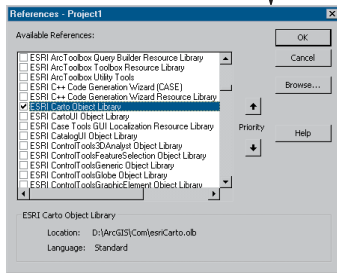 References - Project1
Available References:
ESRI ArcToolbox Query Builder Resource Library
ESRI ArcToolbox Toolbox Resource Library
ESRI ArcToolbox Utility Tools
ESRI C++ Code Generation Wizard (CASE)
ESRI C++ Code Generation Wizard Resource Library
ESRI Carto Object Library
ESRI CartoUI Object Library
ESRI Case Tools GUI Localization Resource Library
ESRI CatalogUI Object Library
ESRI ControlTools3DAnalyst Object Library
ESRI ControlToolsFeatureSelection Object Library
ESRI ControlToolsGeneric Object Library
ESRI ControlToolsGlobe Object Library
ESRI ControlToolsGraphicElement Object Library
OK
Cancel
Browse...
Priority
Help
ESRI Carto Object Library
Location: D:\ArcGIS\Com\esriCarto.olb
Language: Standard